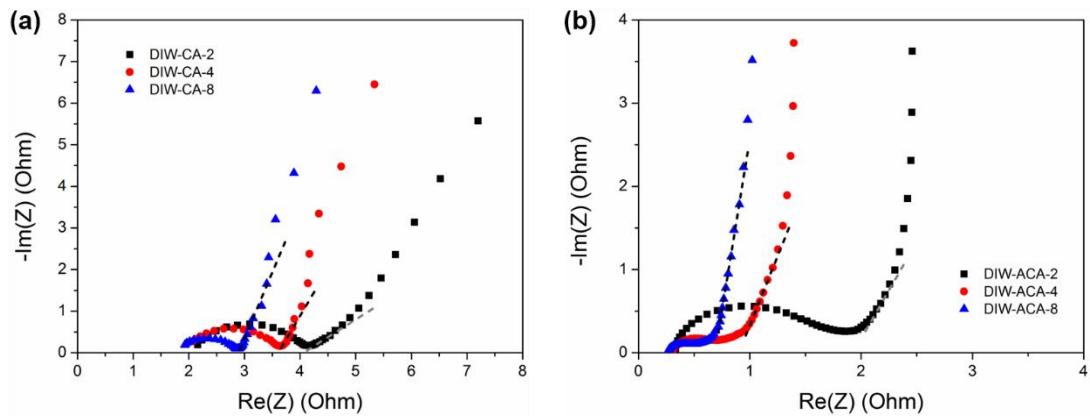 (a)
8
7
6
5
4
3
2
1
0
-Im(Z) (Ohm)
DIW-CA-2
DIW-CA-4
DIW-CA-8
0 1 2 3 4 5 6 7 8
Re(Z) (Ohm)
(b)
4
3
2
1
0
-Im(Z) (Ohm)
DIW-ACA-2
DIW-ACA-4
DIW-ACA-8
0 1 2 3 4
Re(Z) (Ohm)